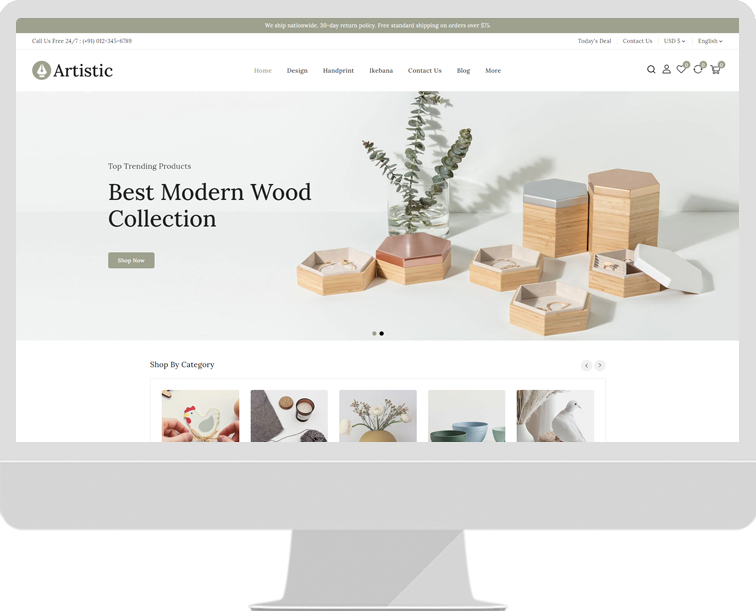 We ship nationwide, 30-day return policy. Free standard shipping on orders over $75.
Call Us Free 24/7 : (+91) 012-345-6789
Today's Deal
Contact Us
USD $
English
Artistic
Home
Design
Handprint
Ikebana
Contact Us
Blog
More
0
0
0
Top Trending Products
Best Modern Wood
Collection
Shop Now
Shop By Category